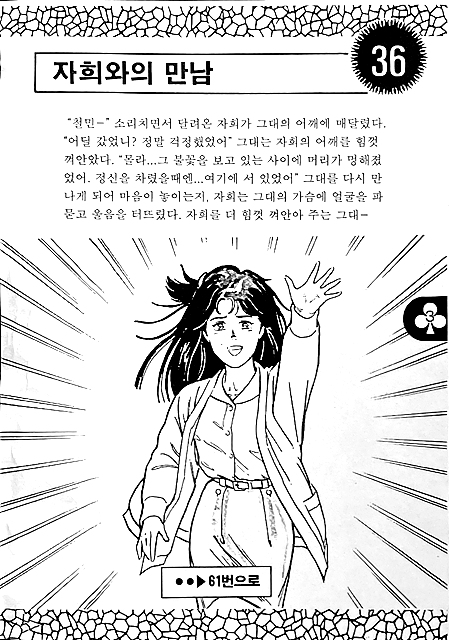 자희와의 만남
36
“철민—” 소리치면서 달려온 자희가 그대의 어깨에 매달렸다.
“어딜 갔었니? 정말 걱정했었어” 그대는 자희의 어깨를 힘껏
껴안았다. “몰라...그 불꽃을 보고 있는 사이에 머리가 멍해졌
었어. 정신을 차렸을때엔...여기에 서 있었어” 그대를 다시 만
나게 되어 마음이 놓이는지, 자희는 그대의 가슴에 얼굴을 파
묻고 울음을 터뜨렸다. 자희를 더 힘껏 껴안아 주는 그대—
3
●●▶61번으로